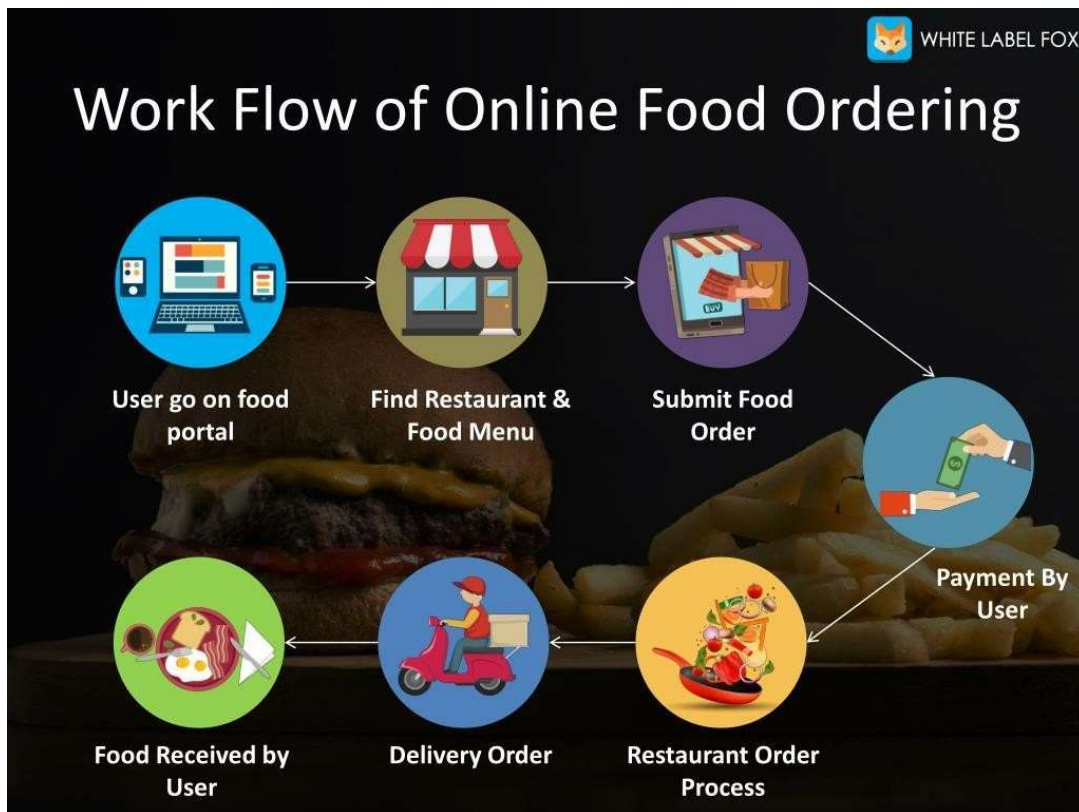 WHITE LABEL FOX
Work Flow of Online Food Ordering
User go on food
portal
Find Restaurant &
Food Menu
Submit Food
Order
BUY
Payment By
User
Restaurant Order
Process
Delivery Order
Food Received by
User